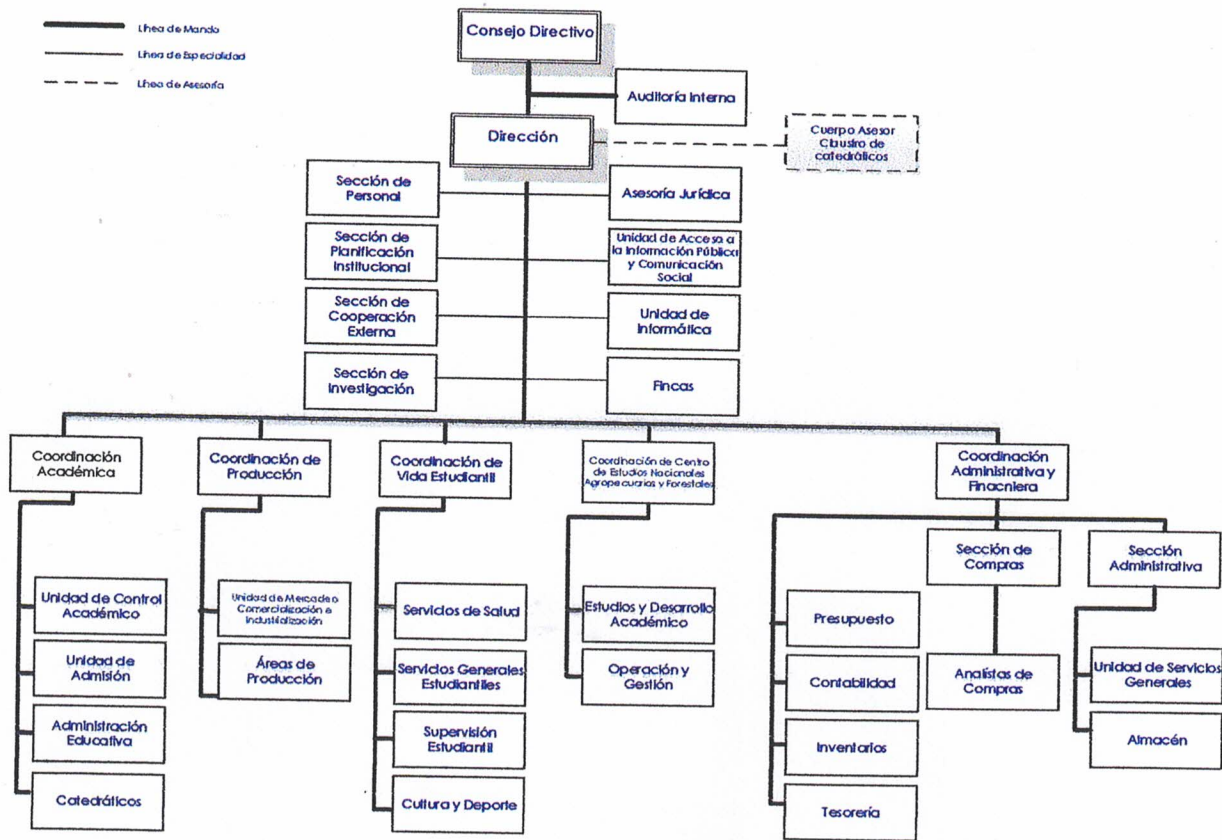 Línea de Mando
Línea de Especialidad
Línea de Asesoría
Consejo Directivo
Auditoría Interna
Dirección
Cuerpo Asesor
Claustro de
catedráticos
Sección de
Personal
Asesoría Jurídica
Sección de
Planificación
Institucional
Unidad de Acceso a
la Información Pública
y Comunicación
Social
Sección de
Cooperación
Externa
Unidad de
Informática
Sección de
Investigación
Fincas
Coordinación
Académica
Coordinación de
Producción
Coordinación de
Vida Estudiantil
Coordinación de Centro
de Estudios Nacionales
Agropecuarios y Forestales
Coordinación
Administrativa y
Finacniera
Unidad de Control
Académico
Unidad de
Admisión
Administración
Educativa
Catedráticos
Unidad de Mercadeo
Comercialización e
Industrialización
Áreas de
Producción
Servicios de Salud
Servicios Generales
Estudiantiles
Supervisión
Estudiantil
Cultura y Deporte
Estudios y Desarrollo
Académico
Operación y
Gestión
Presupuesto
Contabilidad
Inventarios
Tesorería
Sección de
Compras
Analistas de
Compras
Sección
Administrativa
Unidad de Servicios
Generales
Almacén